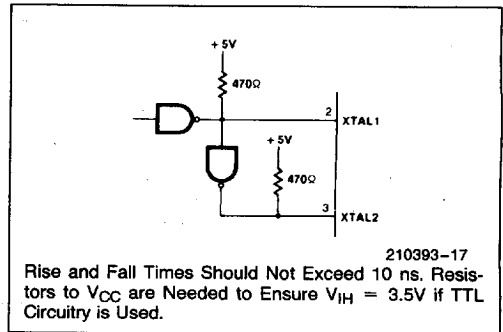 + 5V
470Ω
2
XTAL1
+ 5V
470Ω
3
XTAL2
210393–17
Rise and Fall Times Should Not Exceed 10 ns. Resis-
tors to VCC are Needed to Ensure VIH = 3.5V if TTL
Circuitry is Used.